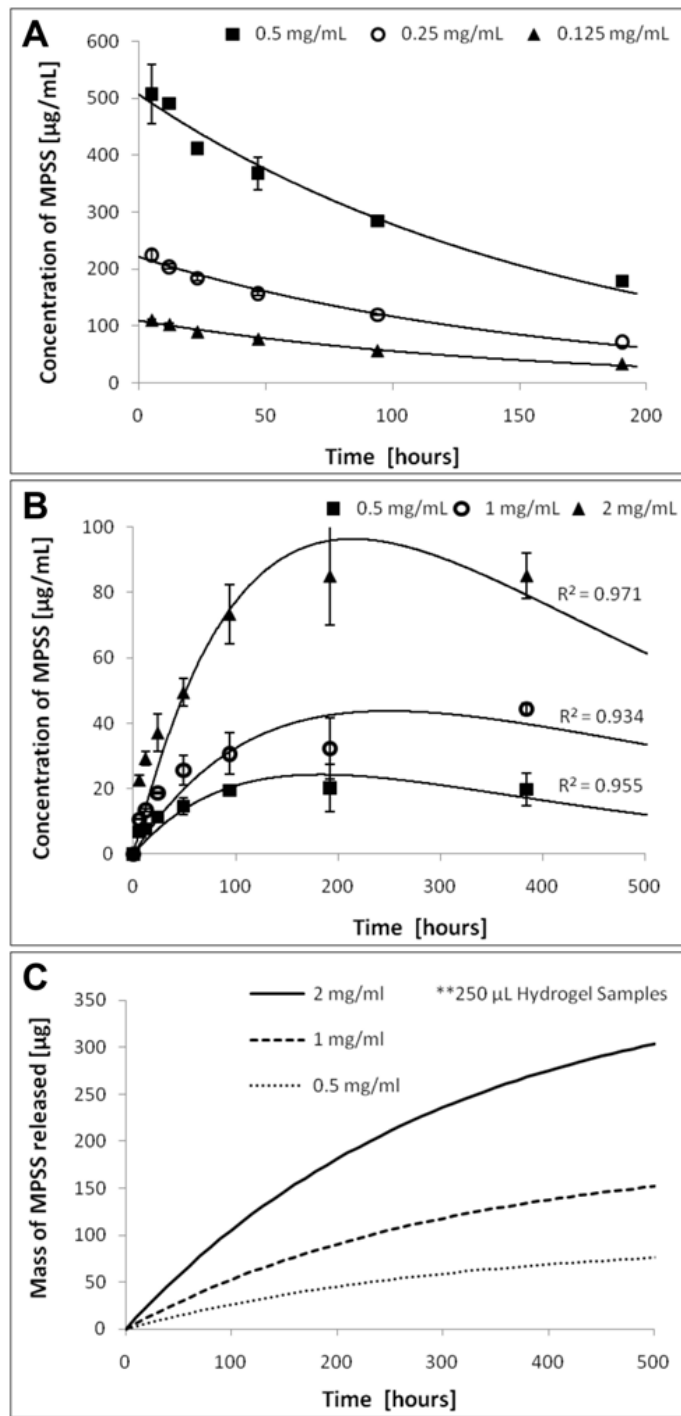 A
■ 0.5 mg/mL ○ 0.25 mg/mL ▲ 0.125 mg/mL
600
500
400
300
200
100
0
Concentration of MPSS [µg/mL]
0 50 100 150 200
Time [hours]
B
■ 0.5 mg/mL ○ 1 mg/mL ▲ 2 mg/mL
100
80
60
40
20
0
Concentration of MPSS [µg/mL]
R² = 0.971
R² = 0.934
R² = 0.955
0 100 200 300 400 500
Time [hours]
C
350
300
250
200
150
100
50
0
Mass of MPSS released [µg]
2 mg/ml **250 µL Hydrogel Samples
1 mg/ml
0.5 mg/ml
0 100 200 300 400 500
Time [hours]